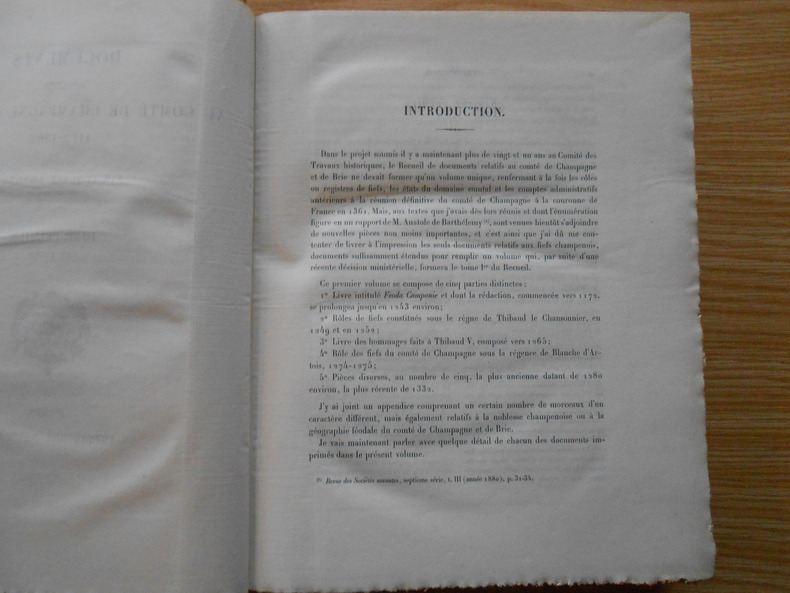 INTRODUCTION.
Dans le projet soumis il y a maintenant plus de vingt et un ans au Comité des
Travaux historiques, le Recueil de documents relatifs au comté de Champagne
et de Brie ne devait former qu'un volume unique, renfermant à la fois les rôles
ou registres de fiefs, les états du domaine comtal et les comptes administratifs
antérieurs à la réunion définitive du comté de Champagne à la couronne de
France en 1361. Mais, aux textes que j'avais dès lors réunis et dont l'énumération
figure en un rapport de M. Anatole de Barthélemy (1), sont venues bientôt s'adjoindre
de nouvelles pièces non moins importantes, et c'est ainsi que j'ai dû me con-
tenter de livrer à l'impression les seuls documents relatifs aux fiefs champenois,
documents suffisamment étendus pour remplir un volume qui, par suite d'une
récente décision ministérielle, formera le tome Ier du Recueil.
Ce premier volume se compose de cinq parties distinctes :
1° Livre intitulé Feoda Campanie et dont la rédaction, commencée vers 1172,
se prolongea jusqu'en 1243 environ;
2° Rôles de fiefs constitués sous le règne de Thibaud le Chansonnier, en
1249 et en 1252;
3° Livre des hommages faits à Thibaud V, composé vers 1265;
4° Rôle des fiefs du comté de Champagne sous la régence de Blanche d'Ar-
tois, 1274-1275;
5° Pièces diverses, au nombre de cinq, la plus ancienne datant de 1280
environ, la plus récente de 1332.
J'y ai joint un appendice comprenant un certain nombre de morceaux d'un
caractère différent, mais également relatifs à la noblesse champenoise ou à la
géographie féodale du comté de Champagne et de Brie.
Je vais maintenant parler avec quelque détail de chacun des documents im-
primés dans le présent volume.
(1) Revue des Sociétés savantes, septième série, t. III (année 1880), p. 31-34.